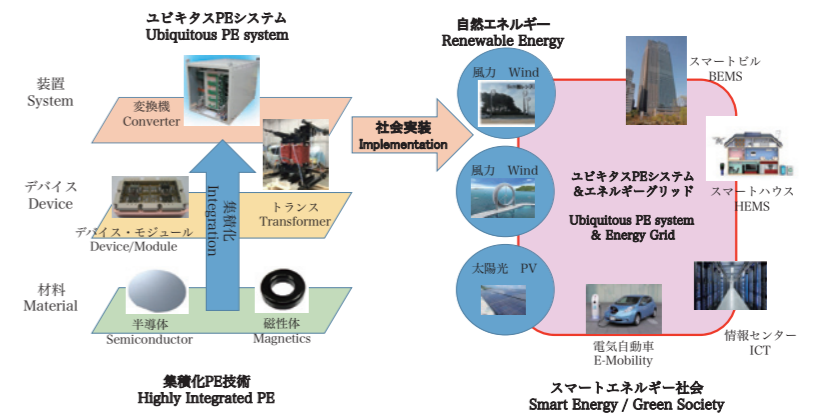 ユビキタスPEシステム
Ubiquitous PE system
装置
System
変換機
Converter
デバイス
Device
デバイス・モジュール
Device/Module
集積化
Integration
トランス
Transformer
材料
Material
半導体
Semiconductor
磁性体
Magnetics
集積化PE技術
Highly Integrated PE
社会実装
Implementation
自然エネルギー
Renewable Energy
風力 Wind
風力 Wind
太陽光 PV
スマートビル
BEMS
スマートハウス
HEMS
ユビキタスPEシステム
&エネルギーグリッド
Ubiquitous PE system
& Energy Grid
電気自動車
E-Mobility
情報センター
ICT
スマートエネルギー社会
Smart Energy / Green Society